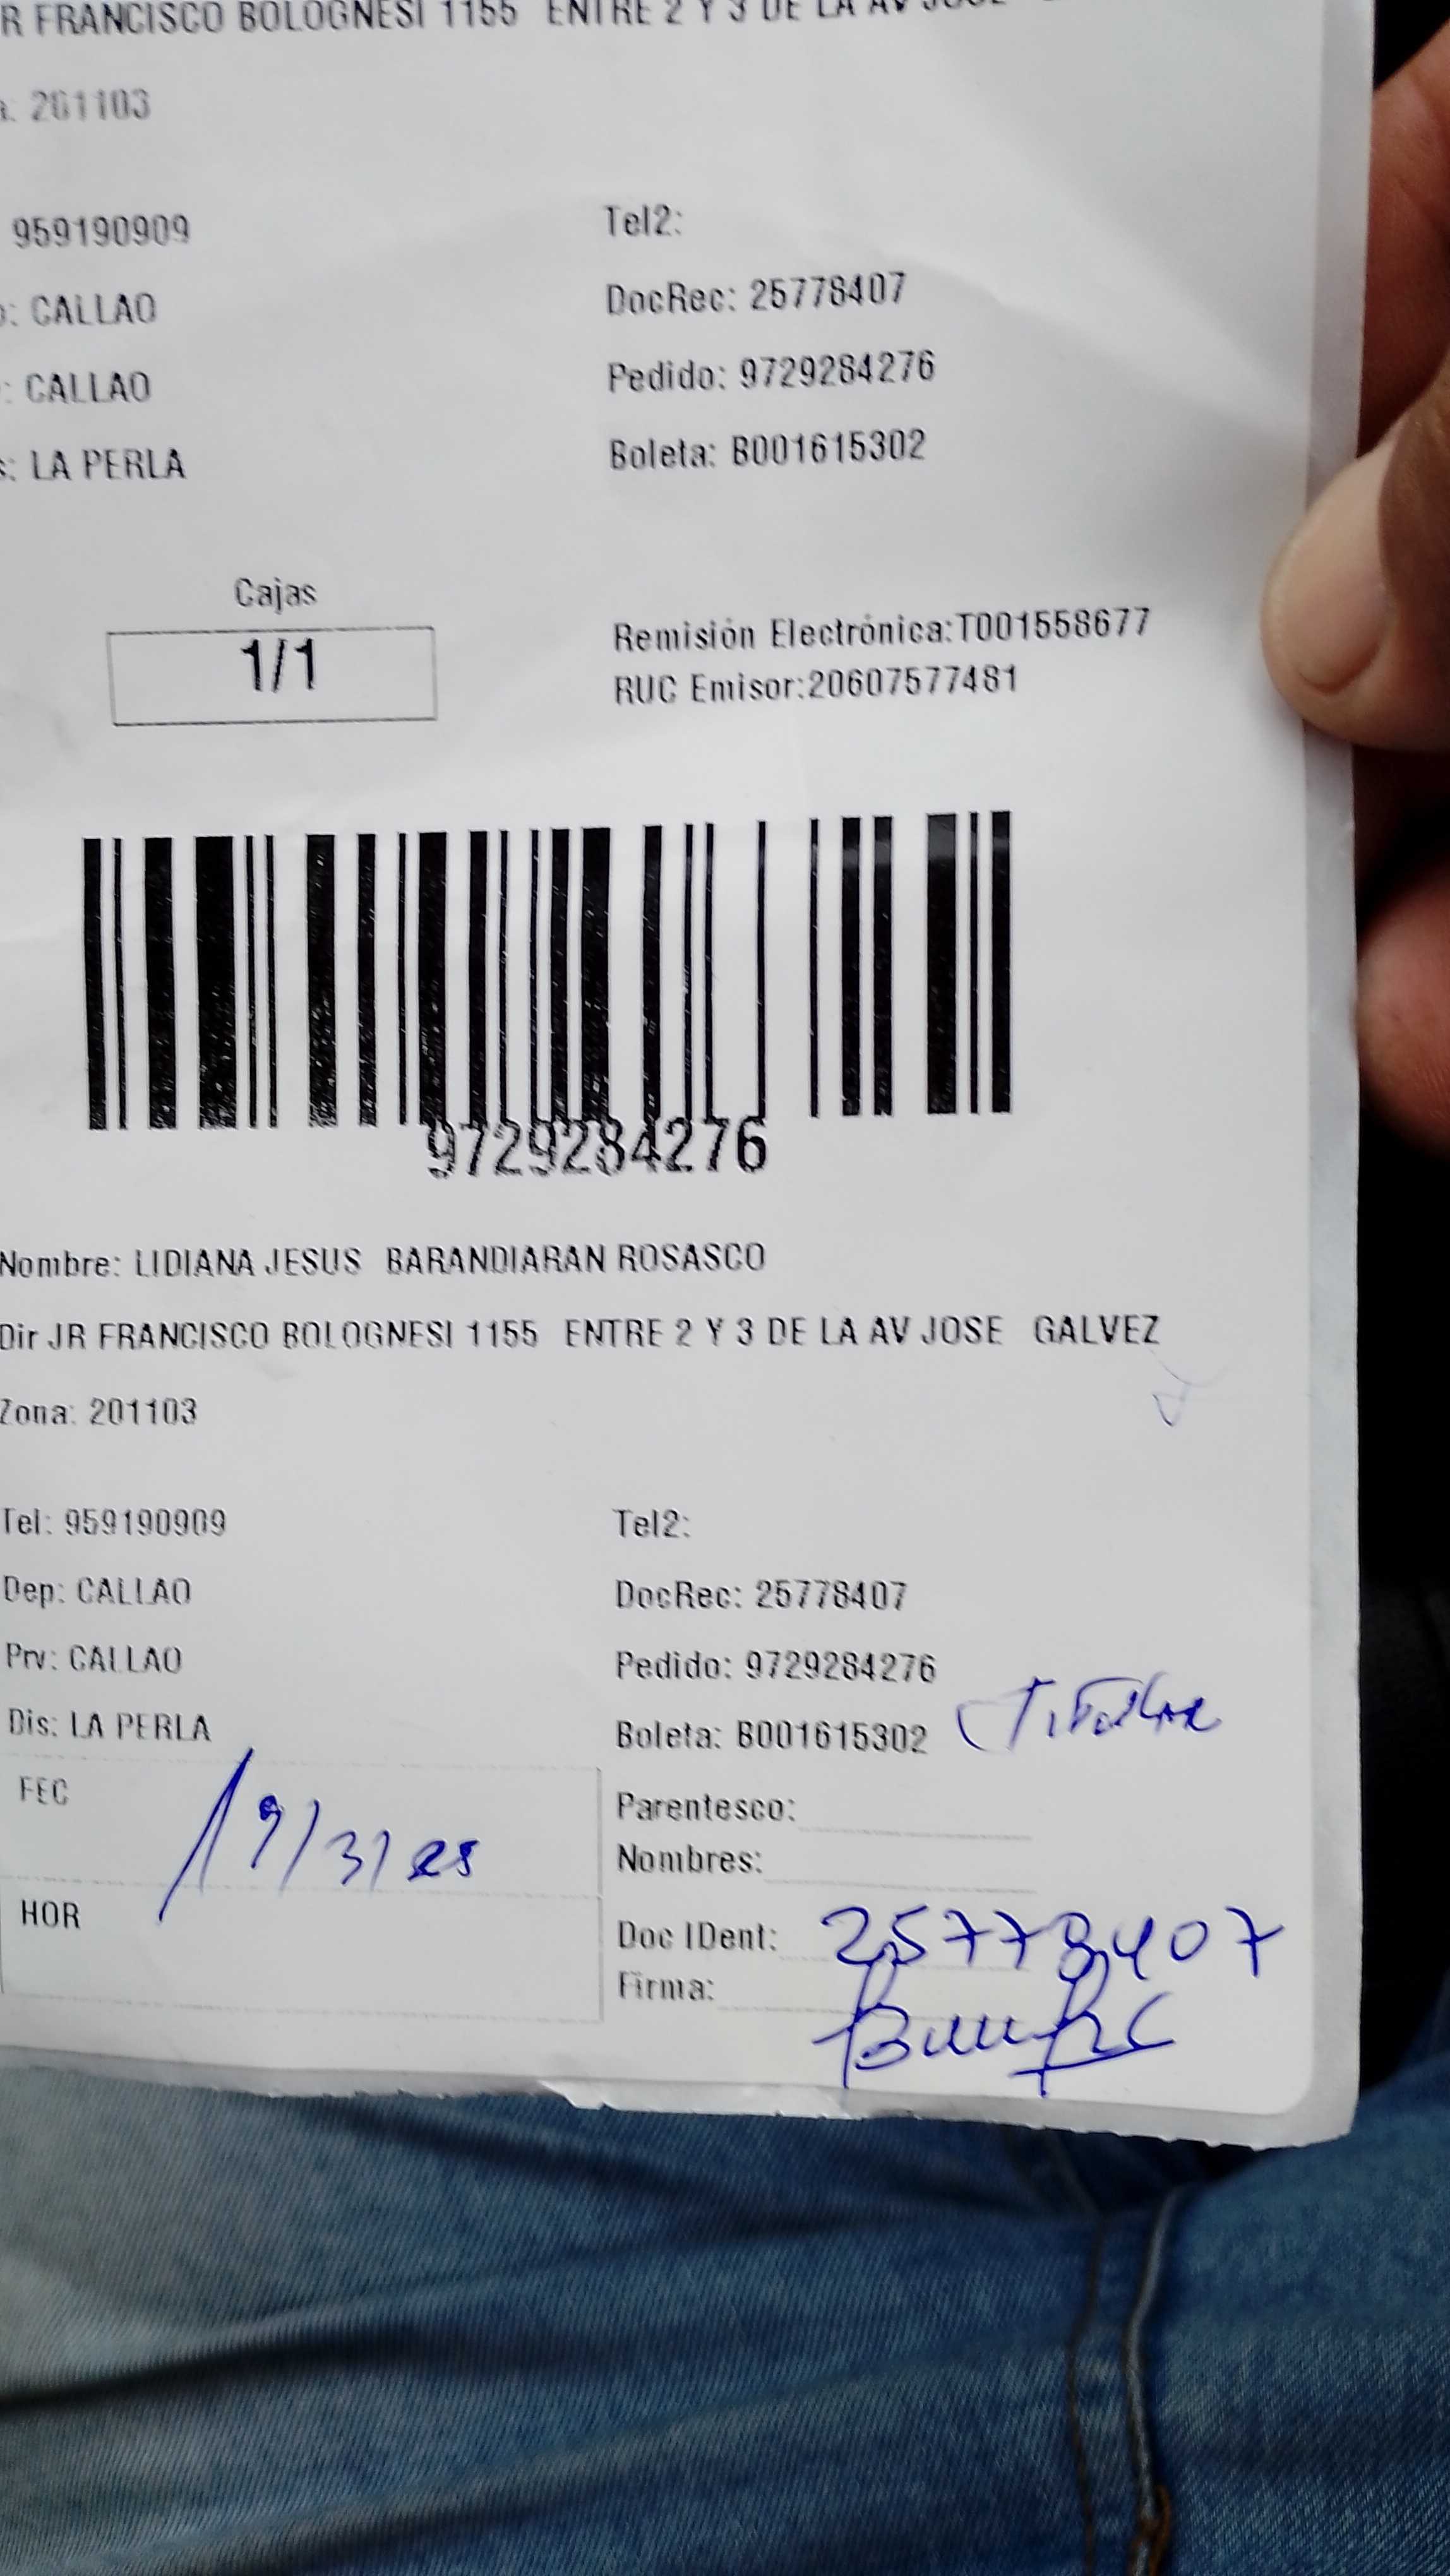 R FRANCISCO BOLOGNESI 1155 ENTRE 2 Y 3 DE LA AV JOSE
a: 201103
959190909 Tel2:
o: CALLAO DocRec: 25778407
: CALLAO Pedido: 9729284276
s: LA PERLA Boleta: B001615302
Cajas
1/1
Remisión Electrónica:T001558677
RUC Emisor:20607577481
9729284276
Nombre: LIDIANA JESUS BARANDIARAN ROSASCO
Dir JR FRANCISCO BOLOGNESI 1155 ENTRE 2 Y 3 DE LA AV JOSE GALVEZ
Zona: 201103
Tel: 959190909 Tel2:
Dep: CALLAO DocRec: 25778407
Prv: CALLAO Pedido: 9729284276
Dis: LA PERLA Boleta: B001615302 Titular
FEC 19/3/25 Parentesco:
Nombres:
HOR Doc IDent: 25778407
Firma: